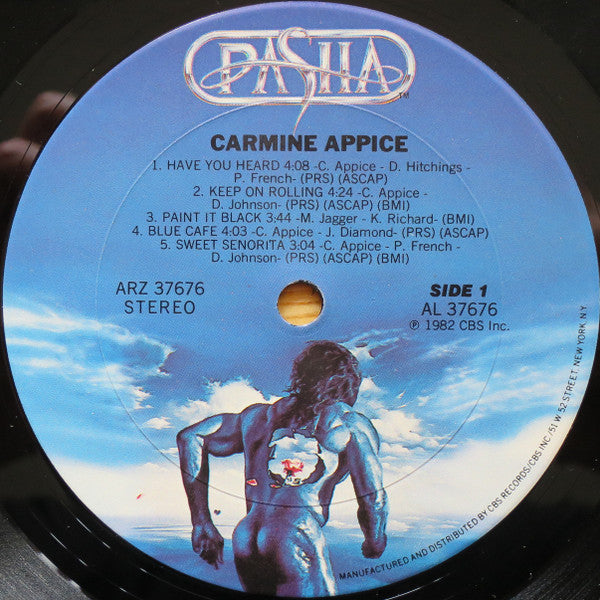 PASHA
TM
CARMINE APPICE
1. HAVE YOU HEARD 4:08 -C. Appice - D. Hitchings -
P. French- (PRS) (ASCAP)
2. KEEP ON ROLLING 4:24 -C. Appice -
D. Johnson- (PRS) (ASCAP) (BMI)
3. PAINT IT BLACK 3:44 -M. Jagger - K. Richard- (BMI)
4. BLUE CAFE 4:03 -C. Appice - J. Diamond- (PRS) (ASCAP)
5. SWEET SENORITA 3:04 -C. Appice - P. French -
D. Johnson- (PRS) (ASCAP) (BMI)
ARZ 37676
STEREO
SIDE 1
AL 37676
℗ 1982 CBS Inc.
MANUFACTURED AND DISTRIBUTED BY CBS RECORDS/CBS INC./51 W. 52 STREET, NEW YORK, N.Y.